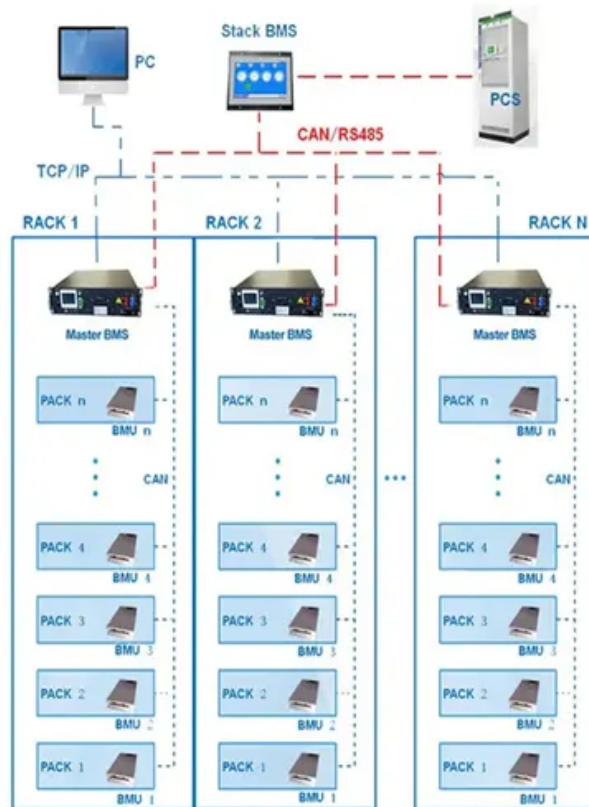 Stack BMS
PC
PCS
CAN/RS485
TCP/IP
RACK 1
RACK 2
RACK N
Master BMS
Master BMS
Master BMS
PACK n
BMU n
PACK n
BMU n
PACK n
BMU n
CAN
CAN
CAN
PACK 4
BMU 4
PACK 4
BMU 4
PACK 4
BMU 4
PACK 3
BMU 3
PACK 3
BMU 3
PACK 3
BMU 3
PACK 2
BMU 2
PACK 2
BMU 2
PACK 2
BMU 2
PACK 1
BMU 1
PACK 1
BMU 1
PACK 1
BMU 1